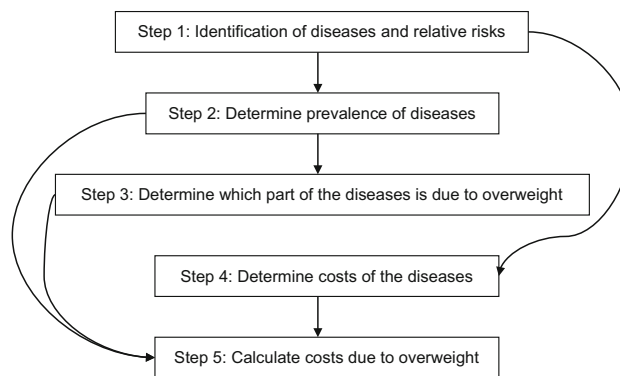 Step 1: Identification of diseases and relative risks
Step 2: Determine prevalence of diseases
Step 3: Determine which part of the diseases is due to overweight
Step 4: Determine costs of the diseases
Step 5: Calculate costs due to overweight